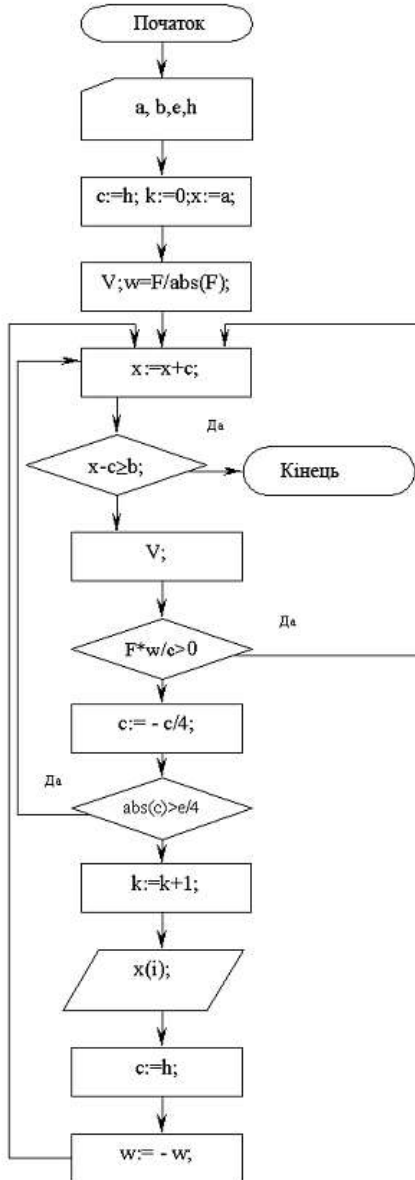 Початок
a, b,e,h
c:=h; k:=0;x:=a;
V;w=F/abs(F);
x:=x+c;
Да
x-c≥b;
Кінець
V;
Да
F*w/c>0
c:= - c/4;
Да
abs(c)>e/4
k:=k+1;
x(i);
c:=h;
w:= - w;